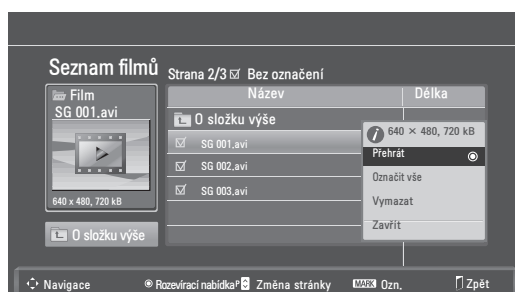 Seznam filmů
Strana 2/3 ☑ Bez označení
Film
SG 001.avi
640 x 480, 720 kB
O složku výše
Název
Délka
O složku výše
SG 001.avi
SG 002.avi
SG 003.avi
640 × 480, 720 kB
Přehrát
Označit vše
Vymazat
Zavřít
Navigace
Rozevírací nabídka
P Změna stránky
MARK Ozn.
Zpět